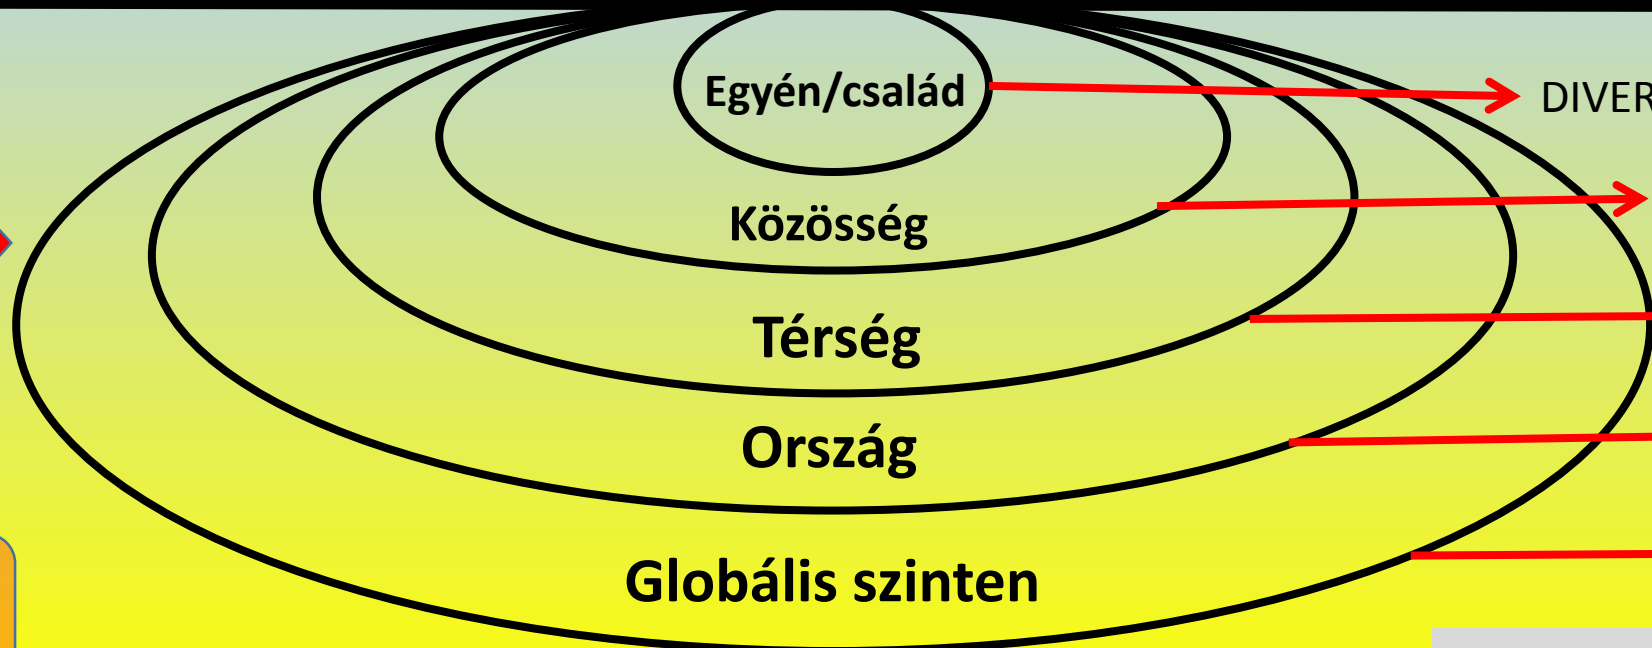 Egyén/család
DIVER
Közösség
Térség
Ország
Globális szinten